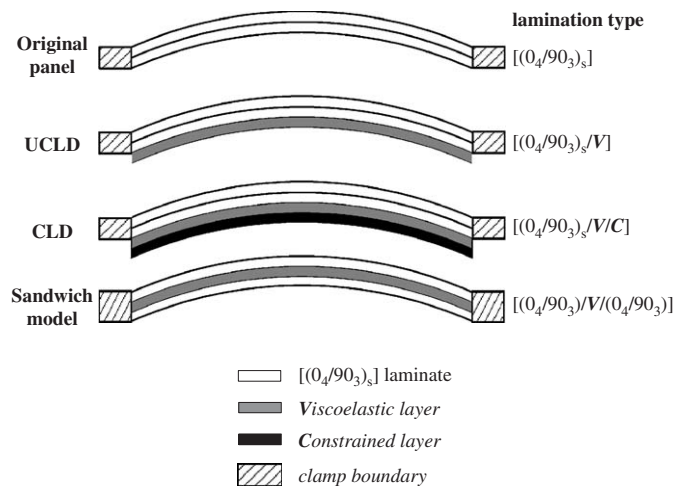 lamination type
Original
panel
[(0₄/90₃)ₛ]
UCLD
[(0₄/90₃)ₛ/V]
CLD
[(0₄/90₃)ₛ/V/C]
Sandwich
model
[(0₄/90₃)/V/(0₄/90₃)]
[(0₄/90₃)ₛ] laminate
Viscoelastic layer
Constrained layer
clamp boundary